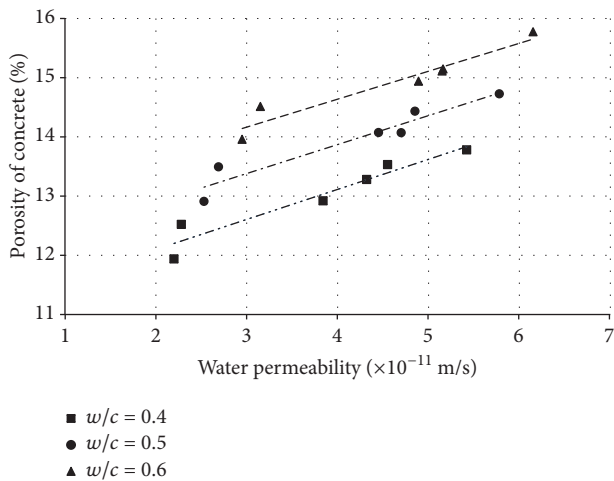 Porosity of concrete (%)
16
15
14
13
12
11
1 2 3 4 5 6 7
Water permeability (×10⁻¹¹ m/s)
w/c = 0.4
w/c = 0.5
w/c = 0.6